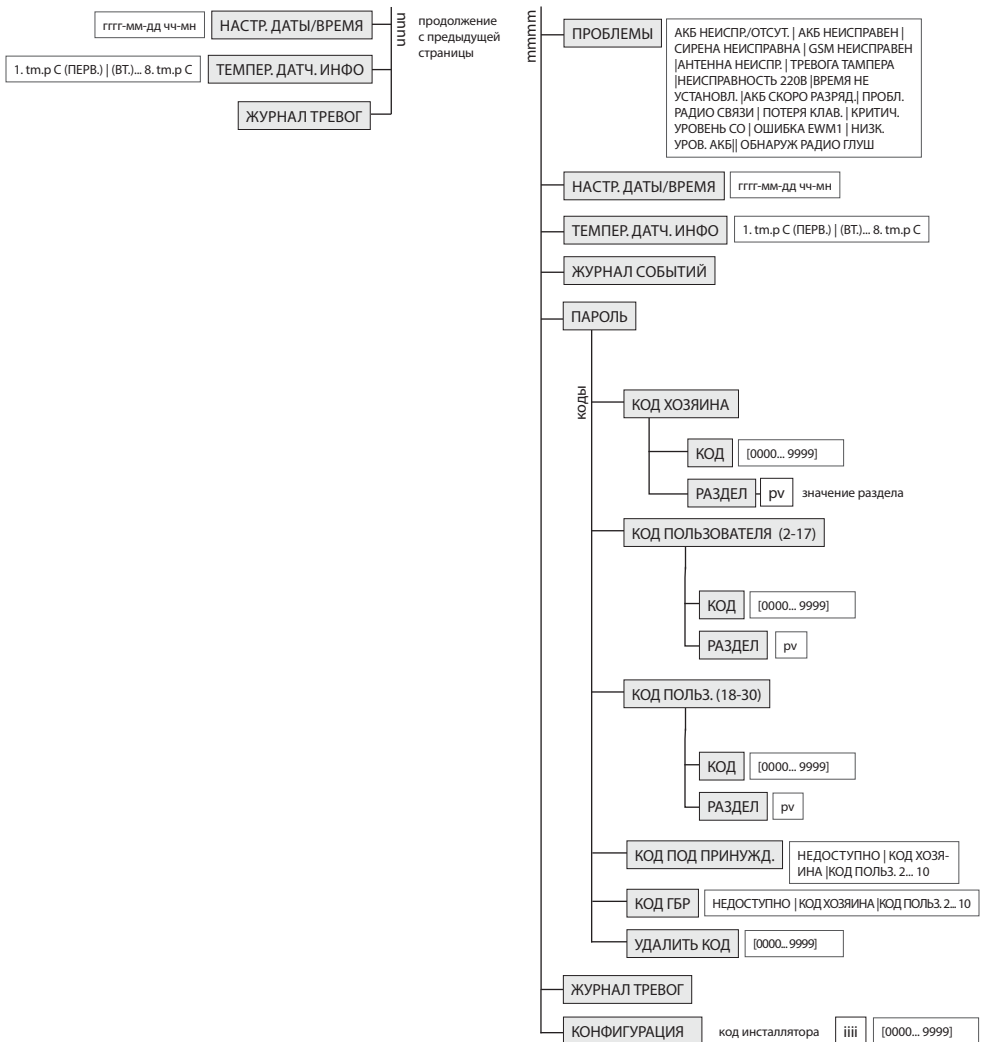 гггг-мм-дд чч-мн
НАСТР. ДАТЫ/ВРЕМЯ
1. tm.p C (ПЕРВ.) | (ВТ.)... 8. tm.p C
ТЕМПЕР. ДАТЧ. ИНФО
ЖУРНАЛ ТРЕВОГ
nnnn
продолжение
с предыдущей
страницы
mmmm
ПРОБЛЕМЫ
АКБ НЕИСПР./ОТСУТ. | АКБ НЕИСПРАВЕН |
СИРЕНА НЕИСПРАВНА | GSM НЕИСПРАВЕН
|АНТЕННА НЕИСПР. | ТРЕВОГА ТАМПЕРА
|НЕИСПРАВНОСТЬ 220В |ВРЕМЯ НЕ
УСТАНОВЛ. |АКБ СКОРО РАЗРЯД.| ПРОБЛ.
РАДИО СВЯЗИ | ПОТЕРЯ КЛАВ. | КРИТИЧ.
УРОВЕНЬ СО | ОШИБКА EWM1 | НИЗК.
УРОВ. АКБ|| ОБНАРУЖ РАДИО ГЛУШ
НАСТР. ДАТЫ/ВРЕМЯ
гггг-мм-дд чч-мн
ТЕМПЕР. ДАТЧ. ИНФО
1. tm.p C (ПЕРВ.) | (ВТ.)... 8. tm.p C
ЖУРНАЛ СОБЫТИЙ
ПАРОЛЬ
коды
КОД ХОЗЯИНА
КОД
[0000... 9999]
РАЗДЕЛ
pv
значение раздела
КОД ПОЛЬЗОВАТЕЛЯ (2-17)
КОД
[0000... 9999]
РАЗДЕЛ
pv
КОД ПОЛЬЗ. (18-30)
КОД
[0000... 9999]
РАЗДЕЛ
pv
КОД ПОД ПРИНУЖД.
НЕДОСТУПНО | КОД ХОЗЯ-
ИНА |КОД ПОЛЬЗ. 2... 10
КОД ГБР
НЕДОСТУПНО | КОД ХОЗЯИНА |КОД ПОЛЬЗ. 2... 10
УДАЛИТЬ КОД
[0000... 9999]
ЖУРНАЛ ТРЕВОГ
КОНФИГУРАЦИЯ
код инсталлятора
iiii
[0000... 9999]